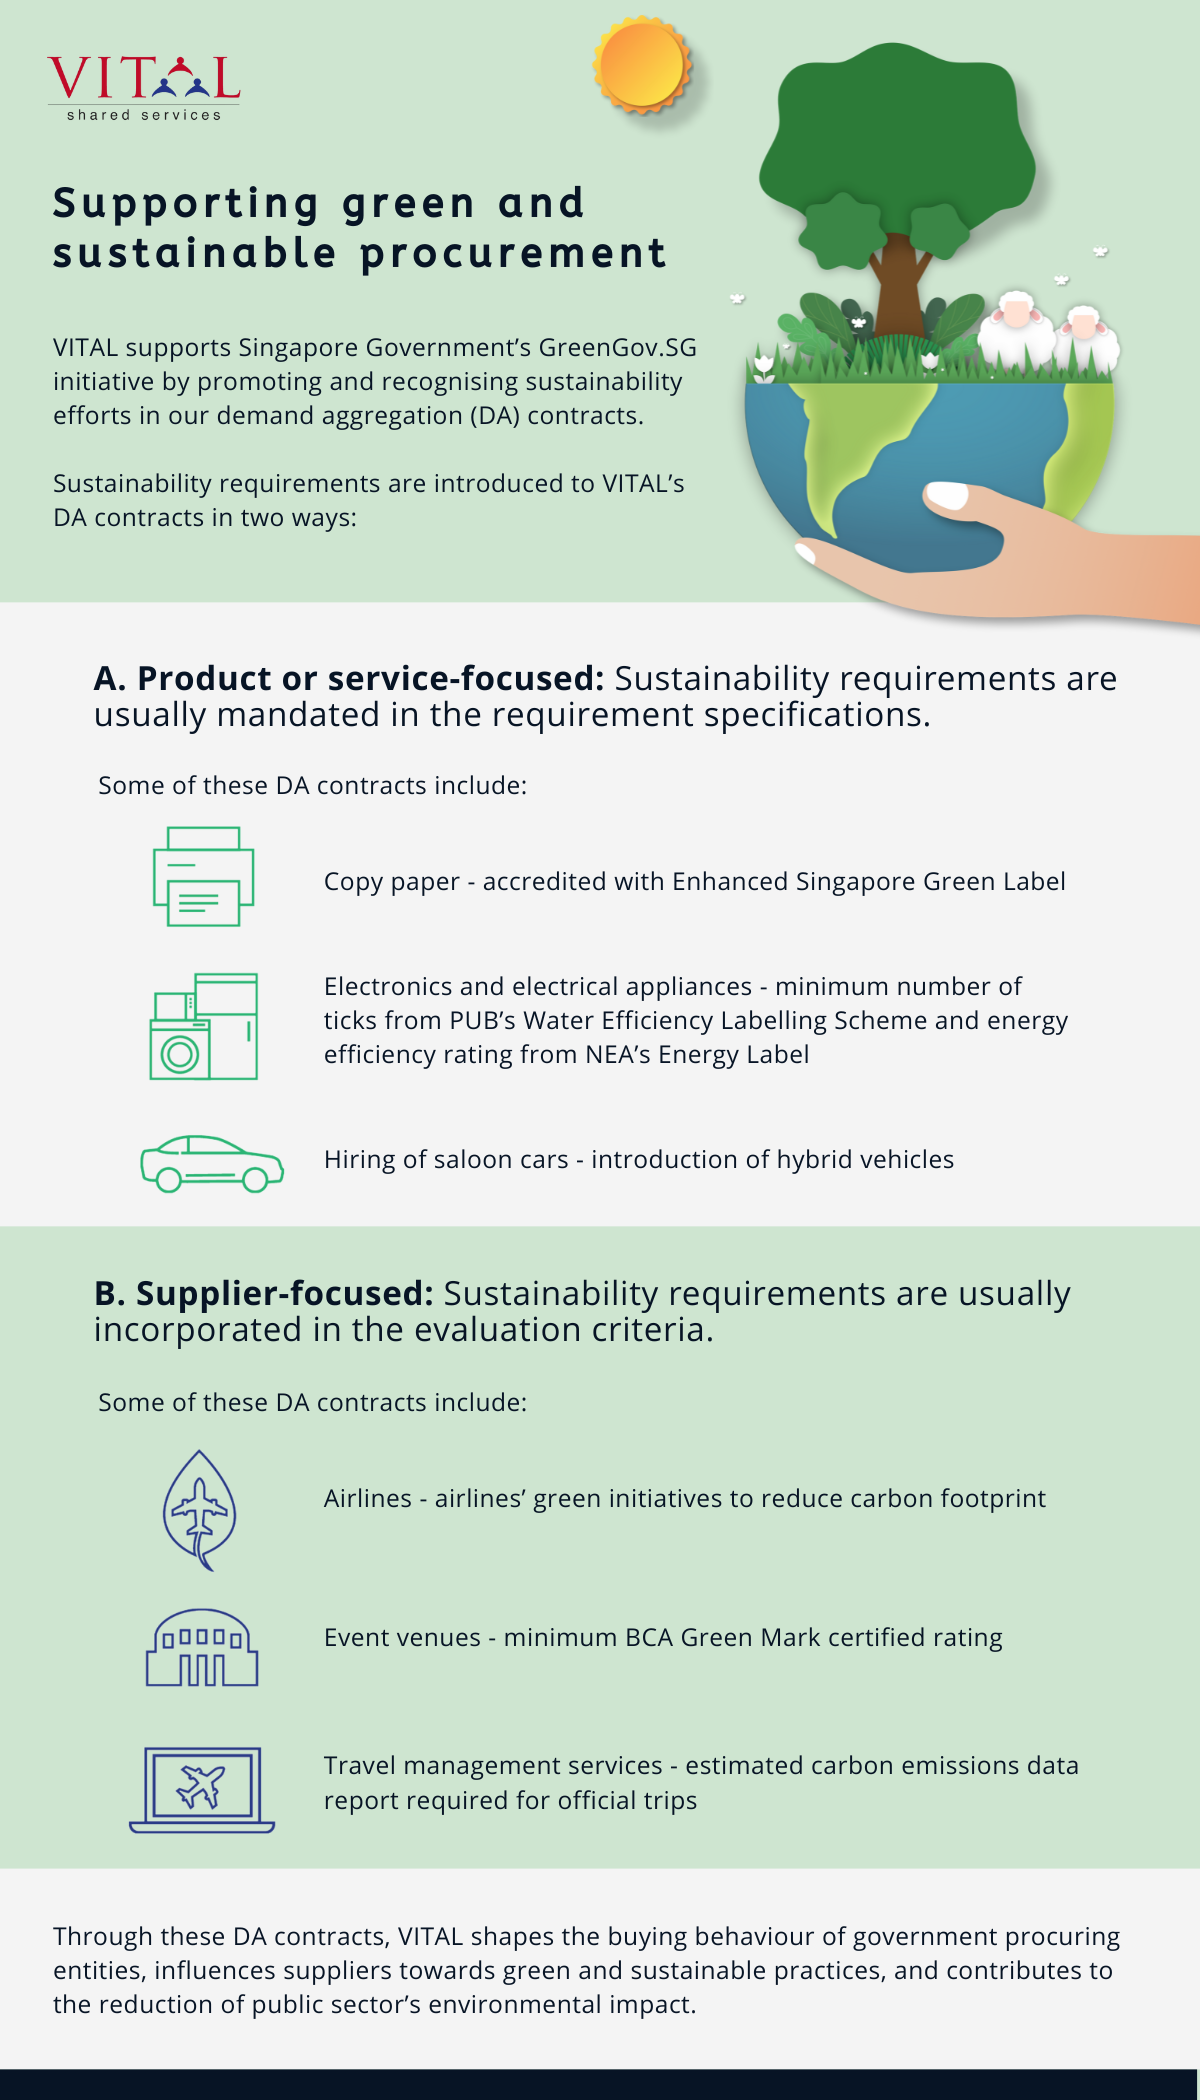 VITAL
shared services
Supporting green and
sustainable procurement
VITAL supports Singapore Government’s GreenGov.SG
initiative by promoting and recognising sustainability
efforts in our demand aggregation (DA) contracts.
Sustainability requirements are introduced to VITAL’s
DA contracts in two ways:
A. Product or service-focused: Sustainability requirements are
usually mandated in the requirement specifications.
Some of these DA contracts include:
Copy paper - accredited with Enhanced Singapore Green Label
Electronics and electrical appliances - minimum number of
ticks from PUB’s Water Efficiency Labelling Scheme and energy
efficiency rating from NEA’s Energy Label
Hiring of saloon cars - introduction of hybrid vehicles
B. Supplier-focused: Sustainability requirements are usually
incorporated in the evaluation criteria.
Some of these DA contracts include:
Airlines - airlines’ green initiatives to reduce carbon footprint
Event venues - minimum BCA Green Mark certified rating
Travel management services - estimated carbon emissions data
report required for official trips
Through these DA contracts, VITAL shapes the buying behaviour of government procuring
entities, influences suppliers towards green and sustainable practices, and contributes to
the reduction of public sector’s environmental impact.